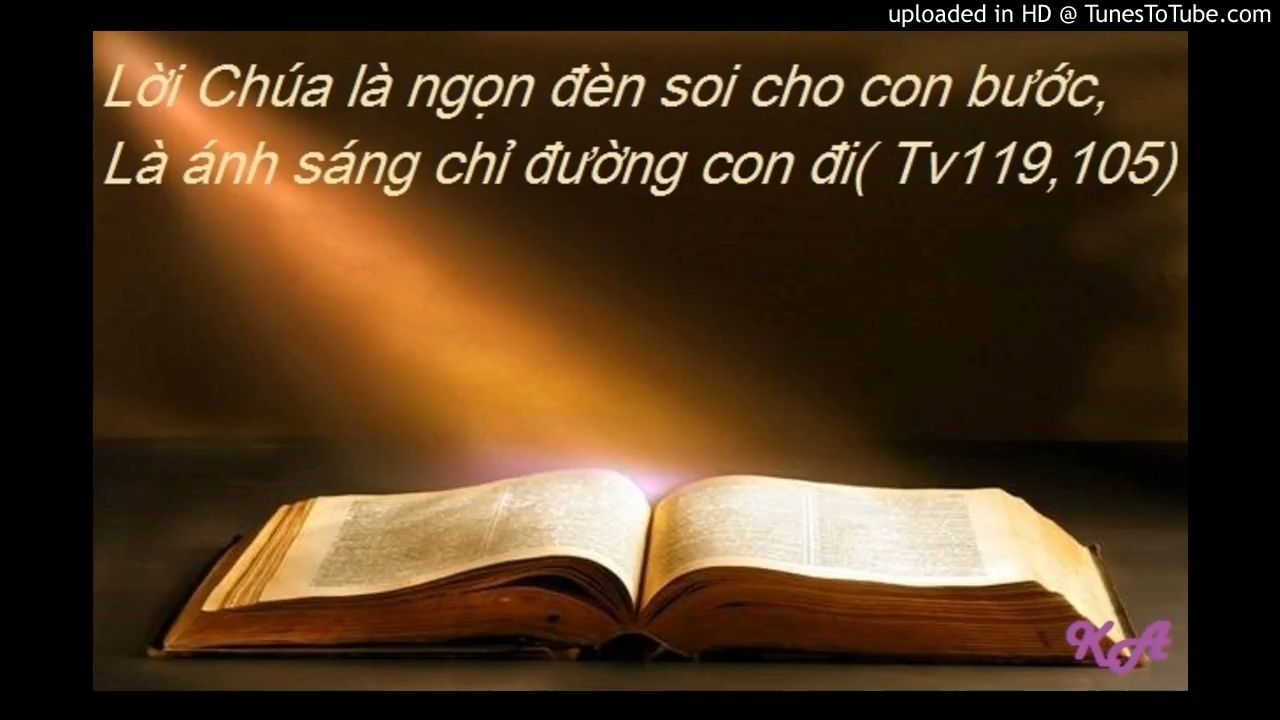 uploaded in HD @ TunesToTube.com
Lời Chúa là ngọn đèn soi cho con bước,
Là ánh sáng chỉ đường con đi( Tv119,105)
KA